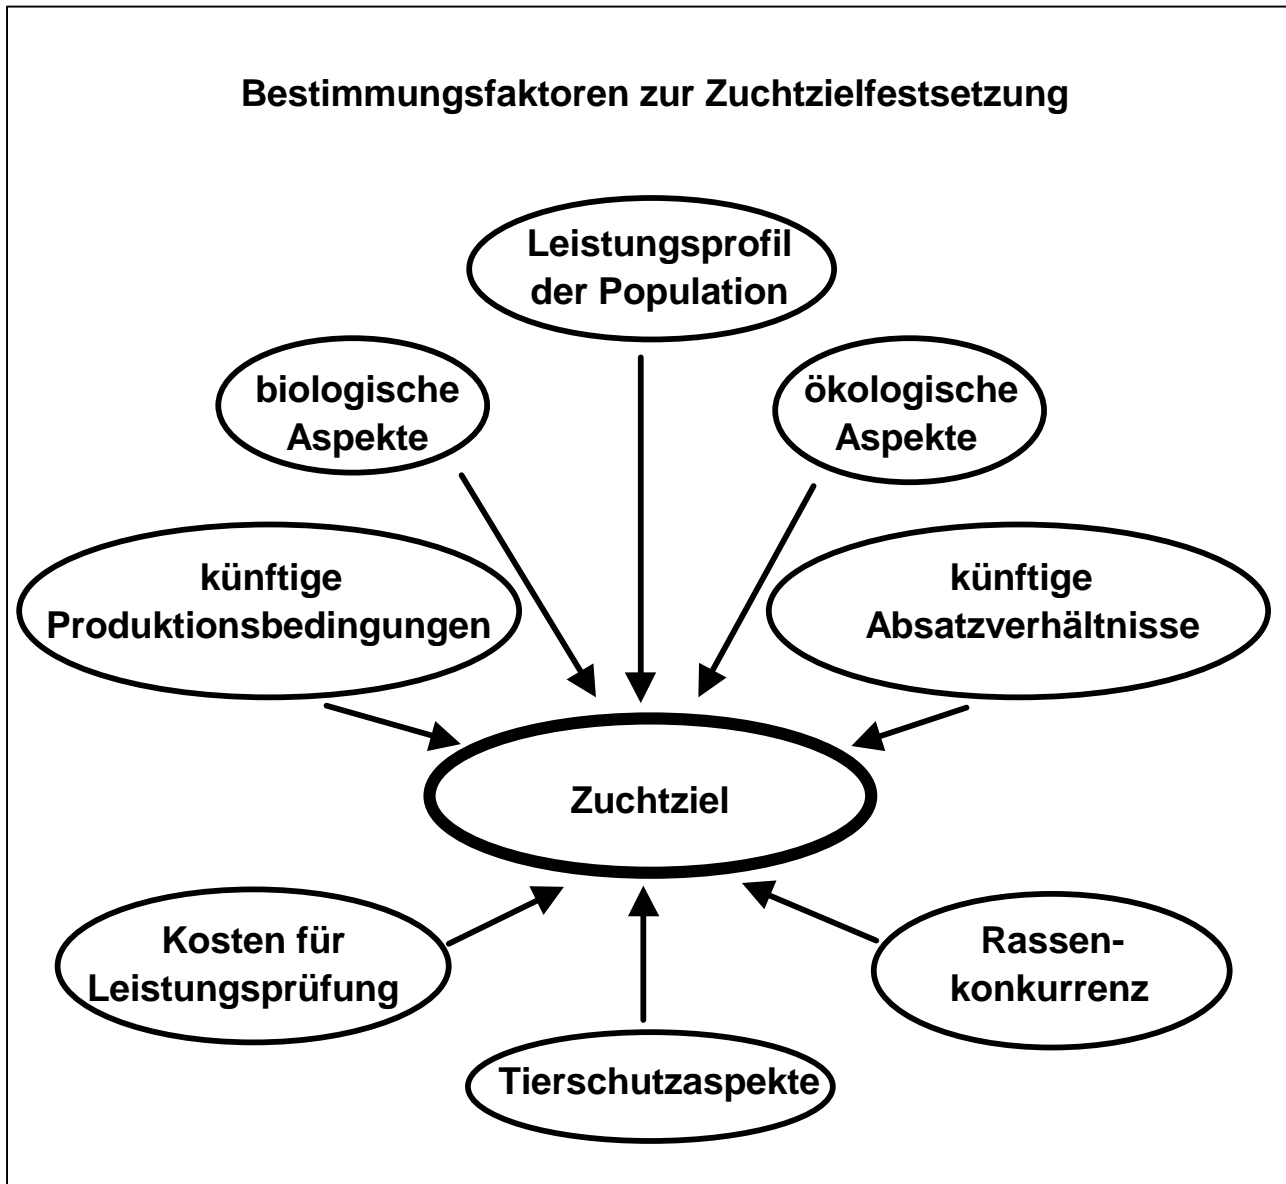 Bestimmungsfaktoren zur Zuchtzielfestsetzung
Leistungsprofil
der Population
biologische
Aspekte
ökologische
Aspekte
künftige
Produktionsbedingungen
künftige
Absatzverhältnisse
Zuchtziel
Kosten für
Leistungsprüfung
Rassen-
konkurrenz
Tierschutzaspekte